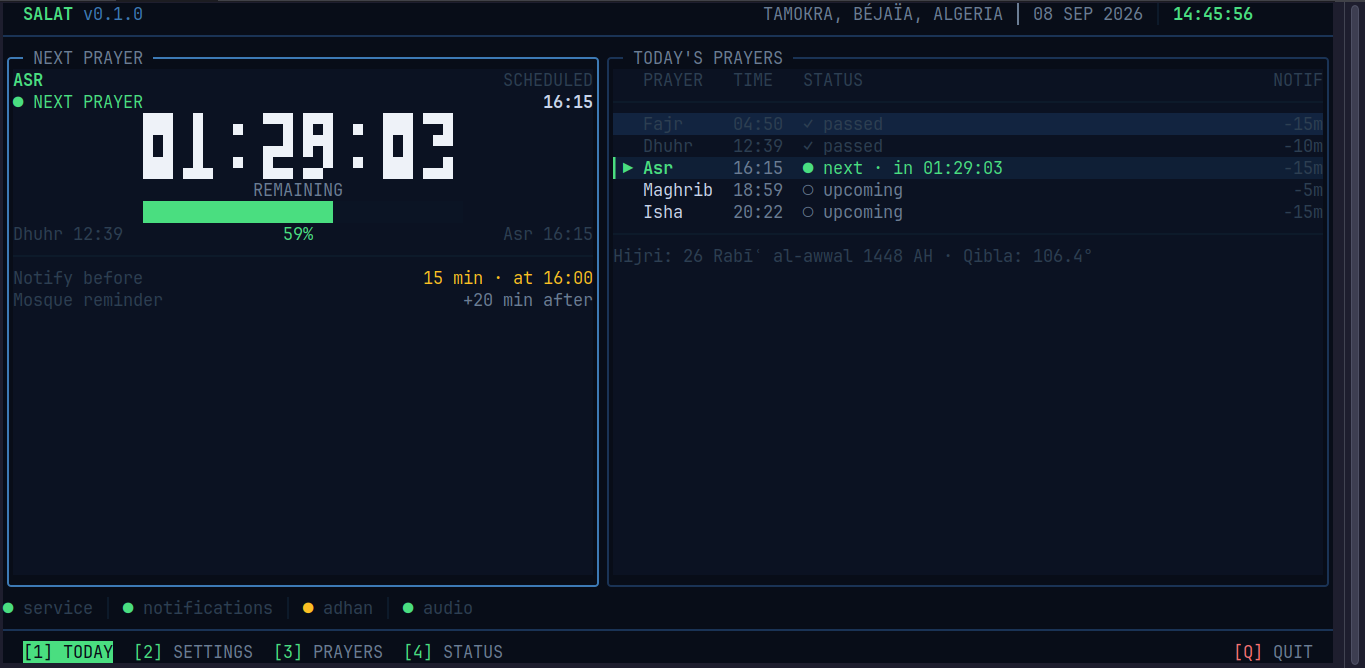 SALAT v0.1.0 TAMOKRA, BÉJAÏA, ALGERIA 08 SEP 2026 14:45:56
NEXT PRAYER
ASR SCHEDULED
● NEXT PRAYER 16:15
01:29:03
REMAINING
Dhuhr 12:39 59% Asr 16:15
Notify before 15 min · at 16:00
Mosque reminder +20 min after
TODAY'S PRAYERS
PRAYER TIME STATUS NOTIF
Fajr 04:50 ✓ passed -15m
Dhuhr 12:39 ✓ passed -10m
▶ Asr 16:15 ● next · in 01:29:03 -15m
Maghrib 18:59 ○ upcoming -5m
Isha 20:22 ○ upcoming -15m
Hijri: 26 Rabīʿ al-awwal 1448 AH · Qibla: 106.4°
● service ● notifications ● adhan ● audio
[1] TODAY [2] SETTINGS [3] PRAYERS [4] STATUS [Q] QUIT